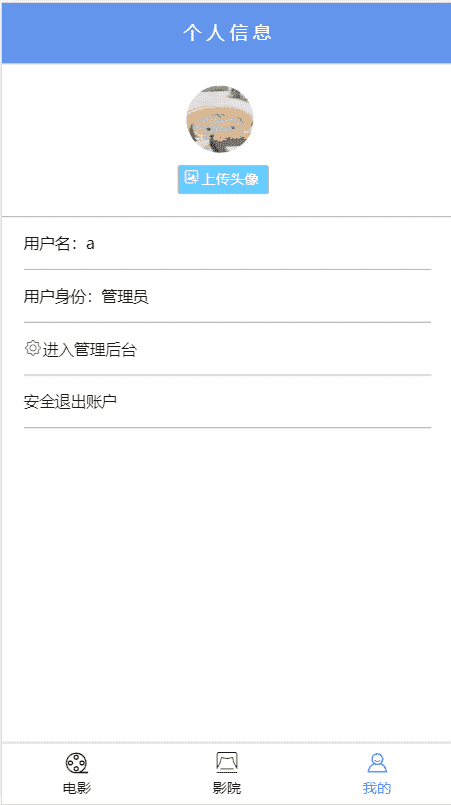 个人信息
上传头像
用户名：a
用户身份：管理员
进入管理后台
安全退出账户
电影
影院
我的